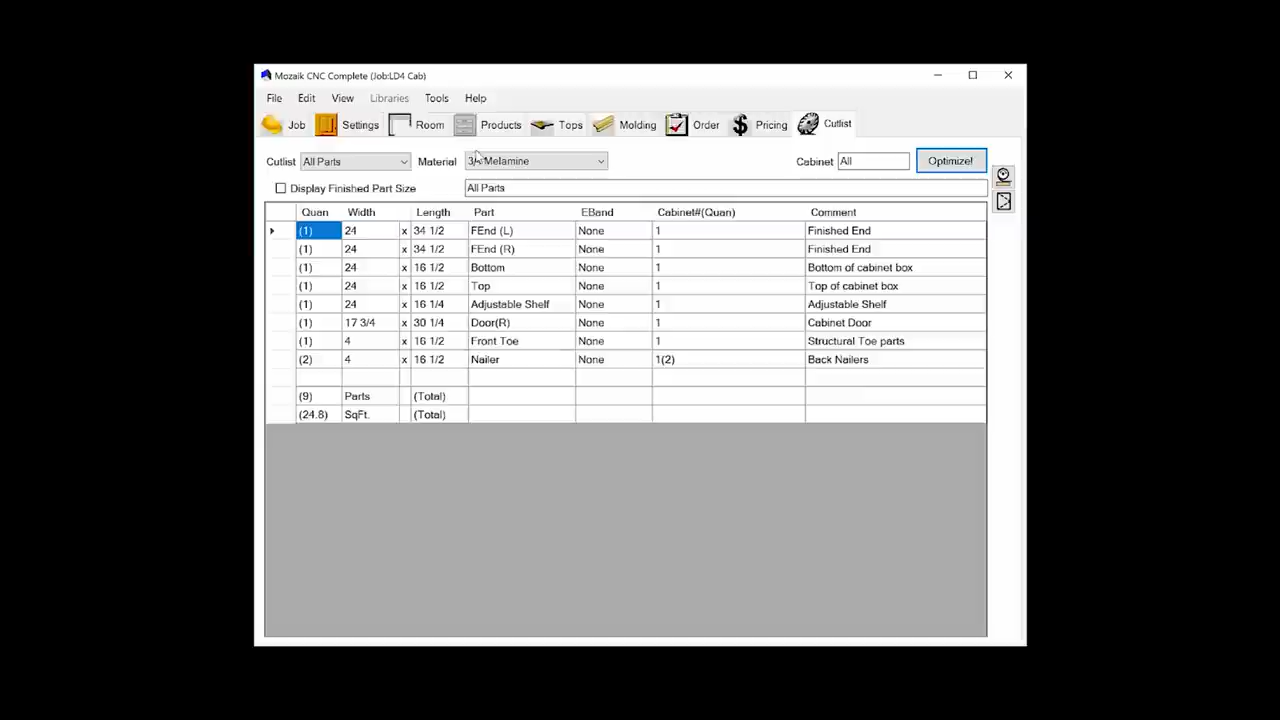 Mozaik CNC Complete (Job:LD4 Cab)
File Edit View Libraries Tools Help
Job Settings Room Products Tops Molding Order Pricing Cutlist
Cutlist All Parts Material 3/4 Melamine Cabinet All Optimize!
Display Finished Part Size All Parts
Quan Width Length Part EBand Cabinet#(Quan) Comment
(1) 24 x 34 1/2 FEnd (L) None 1 Finished End
(1) 24 x 34 1/2 FEnd (R) None 1 Finished End
(1) 24 x 16 1/2 Bottom None 1 Bottom of cabinet box
(1) 24 x 16 1/2 Top None 1 Top of cabinet box
(1) 24 x 16 1/4 Adjustable Shelf None 1 Adjustable Shelf
(1) 17 3/4 x 30 1/4 Door(R) None 1 Cabinet Door
(1) 4 x 16 1/2 Front Toe None 1 Structural Toe parts
(2) 4 x 16 1/2 Nailer None 1(2) Back Nailers
(9) Parts (Total)
(24.8) SqFt. (Total)